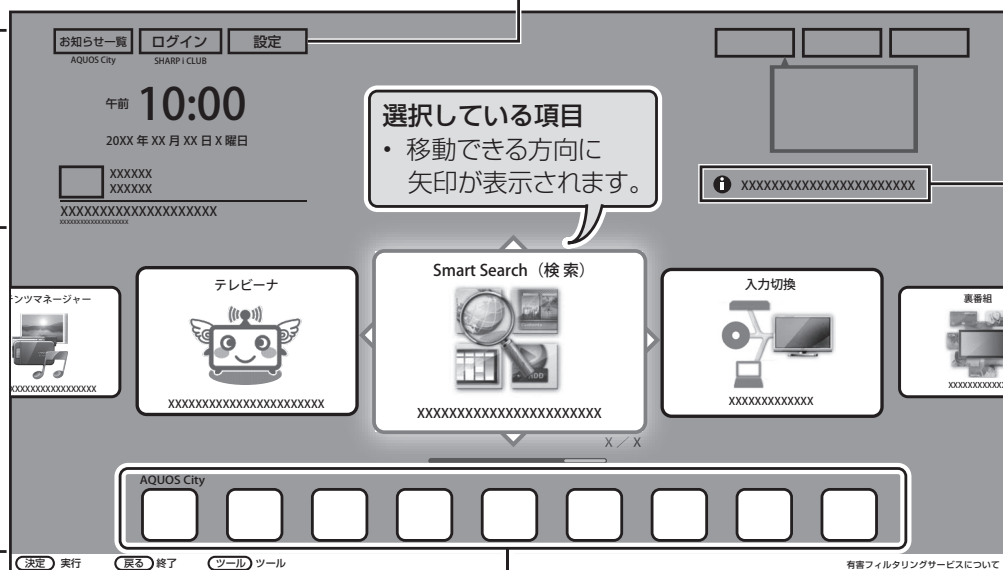 お知らせ一覧 ログイン 設定
AQUOS City SHARP i CLUB
午前 10:00
20XX 年 XX 月 XX 日 X 曜日
XXXXXX
XXXXXX
XXXXXXXXXXXXXXXXXXXX
XXXXXXXXXXXXXXXXXXXX
選択している項目
• 移動できる方向に
矢印が表示されます。
i XXXXXXXXXXXXXXXXXXXXXXX
ンツマネージャー
XXXXXXXXXXXXXXXXX
テレビーナ
XXXXXXXXXXXXXXXXXXXXXXX
Smart Search(検索)
ADD
XXXXXXXXXXXXXXXXXXXXXXX
入力切換
XXXXXXXXXXXXX
裏番組
XXXXXXXXXXX
X / X
AQUOS City
決定 実行 戻る 終了 ツール ツール
有害フィルタリングサービスについて